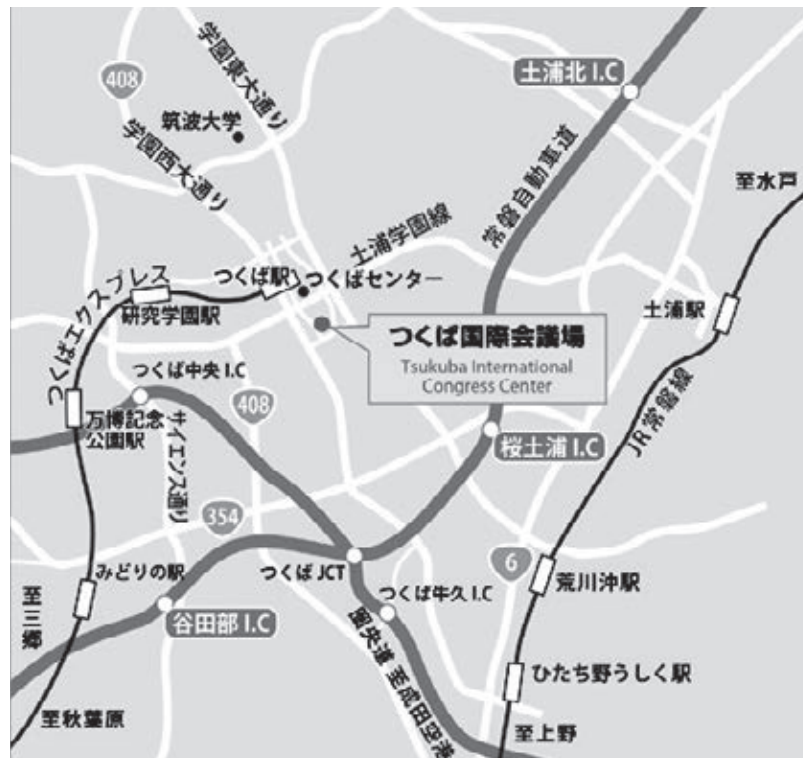 土浦北 I.C
408
学園東大通り
筑波大学
学園西大通り
常磐自動車道
至水戸
土浦学園線
つくばエクスプレス
つくば駅
つくばセンター
研究学園駅
土浦駅
つくば国際会議場
Tsukuba International
Congress Center
つくば中央 I.C
JR常磐線
408
万博記念
公園駅
サイエンス通り
桜土浦 I.C
354
6
みどりの駅
つくば JCT
荒川沖駅
つくば牛久 I.C
至三郷
谷田部 I.C
圏央道 至成田空港
ひたち野うしく駅
至秋葉原
至上野